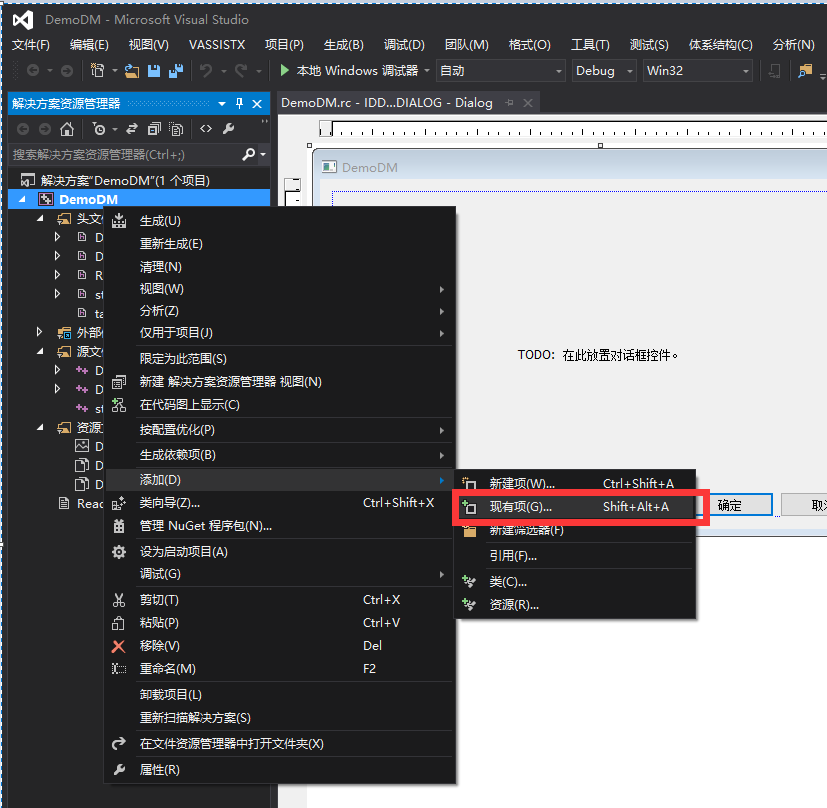 DemoDM - Microsoft Visual Studio
文件(F) 编辑(E) 视图(V) VASSISTX 项目(P) 生成(B) 调试(D) 团队(M) 格式(O) 工具(T) 测试(S) 体系结构(C) 分析(N)
本地 Windows 调试器 自动 Debug Win32
解决方案资源管理器
DemoDM.rc - IDD...DIALOG - Dialog
搜索解决方案资源管理器(Ctrl+;)
DemoDM
解决方案"DemoDM"(1 个项目)
DemoDM
头文
D
D
R
st
ta
外部
源文
D
D
st
资源
D
D
D
Read
生成(U)
重新生成(E)
清理(N)
视图(W)
分析(Z)
仅用于项目(J)
限定为此范围(S)
新建 解决方案资源管理器 视图(N)
在代码图上显示(C)
按配置优化(P)
生成依赖项(B)
添加(D)
类向导(Z)... Ctrl+Shift+X
管理 NuGet 程序包(N)...
设为启动项目(A)
调试(G)
剪切(T) Ctrl+X
粘贴(P) Ctrl+V
移除(V) Del
重命名(M) F2
卸载项目(L)
重新扫描解决方案(S)
在文件资源管理器中打开文件夹(X)
属性(R)
新建项(W)... Ctrl+Shift+A
现有项(G)... Shift+Alt+A
新建筛选器(F)
引用(F)...
类(C)...
资源(R)...
TODO: 在此放置对话框控件。
确定
取